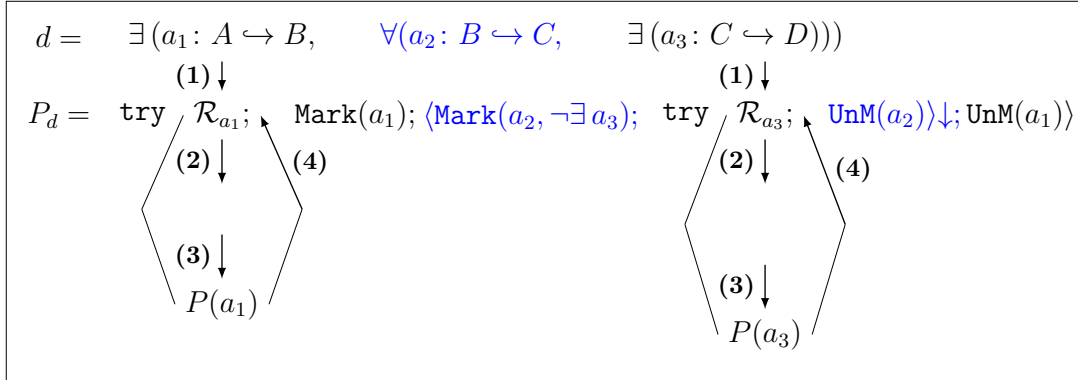 d = ∃(a₁: A ↪ B, ∀(a₂: B ↪ C, ∃(a₃: C ↪ D)))
(1) (1)
P_d = try ℛ_{a₁}; Mark(a₁); ⟨Mark(a₂, ¬∃ a₃); try ℛ_{a₃}; UnM(a₂)⟩↓; UnM(a₁)⟩
(2) (4) (2) (4)
(3) (3)
P(a₁) P(a₃)